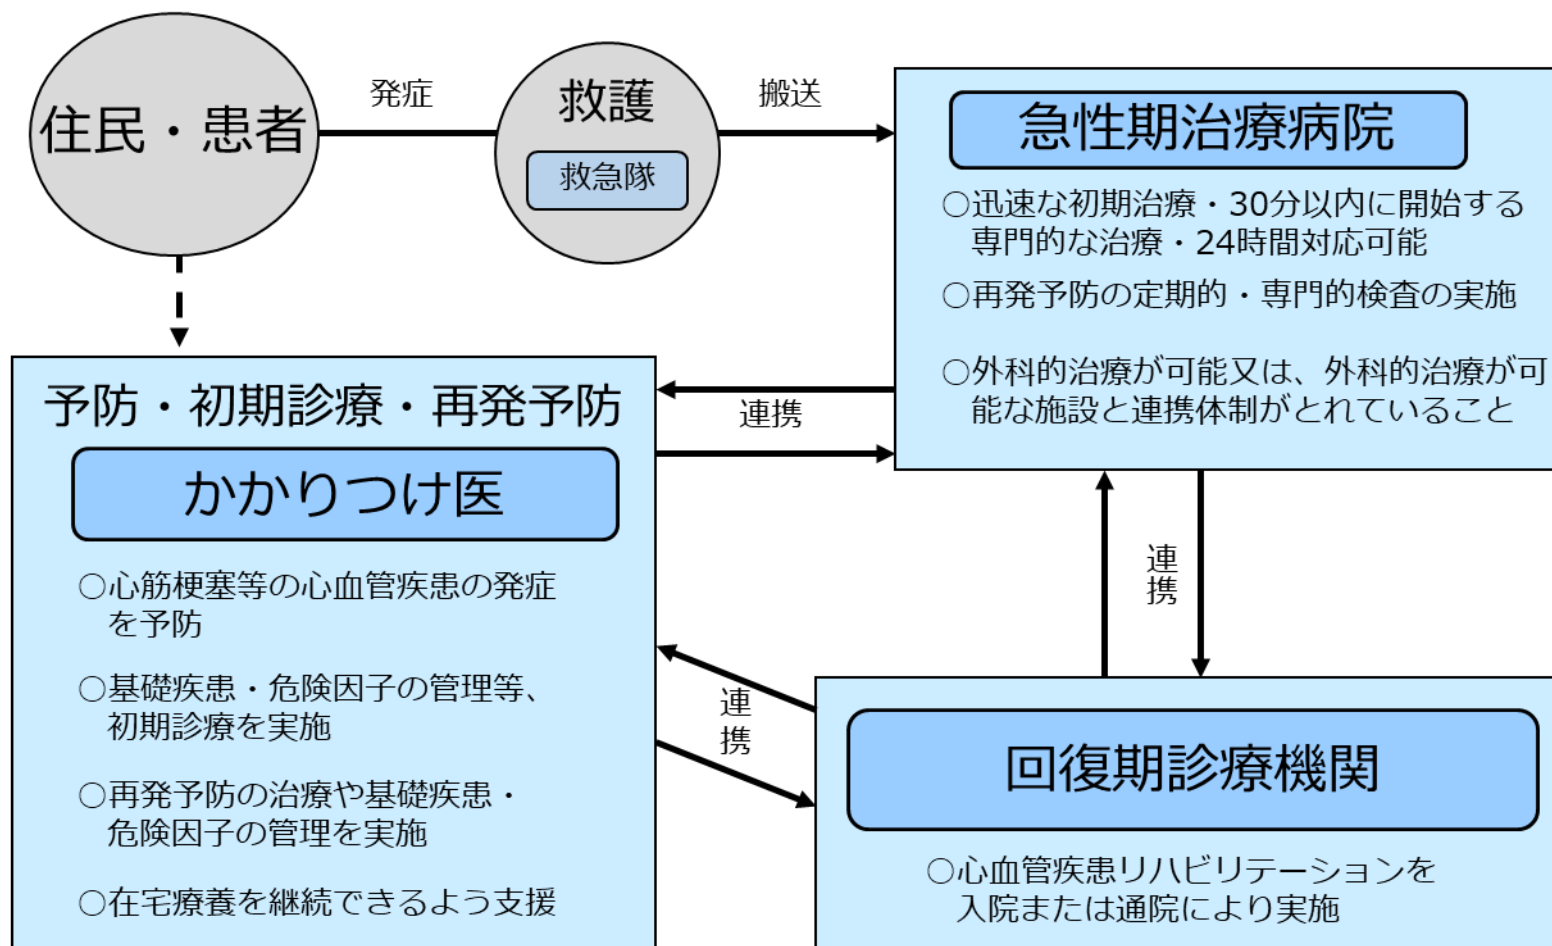 住民・患者
発症
救護
救急隊
搬送
急性期治療病院
○迅速な初期治療・30分以内に開始する
専門的な治療・24時間対応可能
○再発予防の定期的・専門的検査の実施
○外科的治療が可能又は、外科的治療が可
能な施設と連携体制がとれていること
連携
予防・初期診療・再発予防
かかりつけ医
○心筋梗塞等の心血管疾患の発症
を予防
○基礎疾患・危険因子の管理等、
初期診療を実施
○再発予防の治療や基礎疾患・
危険因子の管理を実施
○在宅療養を継続できるよう支援
連携
連携
回復期診療機関
○心血管疾患リハビリテーションを
入院または通院により実施